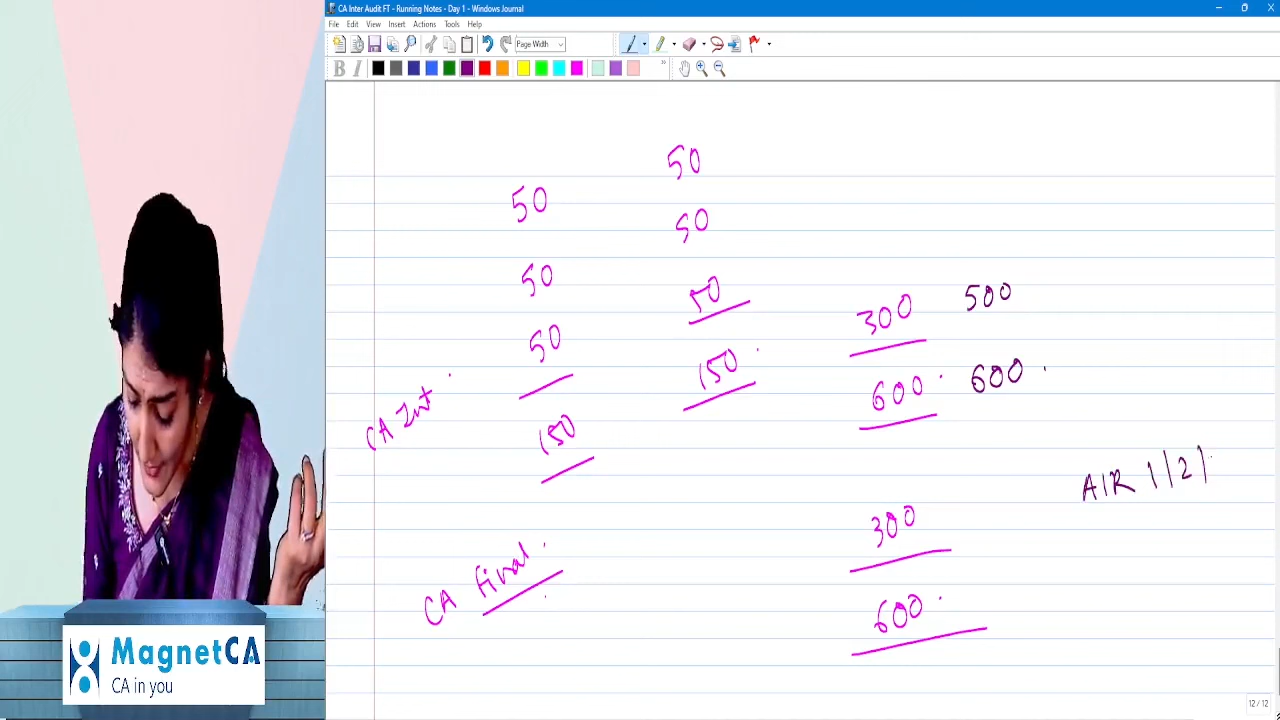 CA Inter Audit FT - Running Notes - Day 1 - Windows Journal
File Edit View Insert Actions Tools Help
Page Width
B I
50
50
50
50
50
50
300 500
150
600 600
CA Int
150
AIR 1/2/
300
CA Final
600
MagnetCA
CA in you
12 / 12